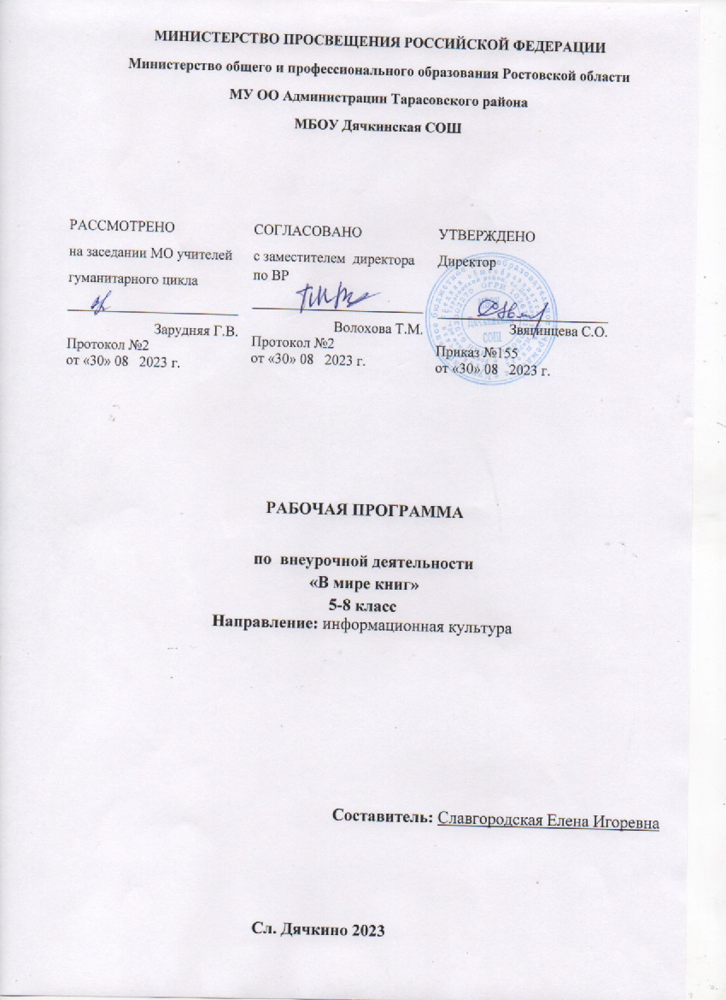 МИНИСТЕРСТВО ПРОСВЕЩЕНИЯ РОССИЙСКОЙ ФЕДЕРАЦИИ
Министерство общего и профессионального образования Ростовской области
МУ ОО Администрации Тарасовского района
МБОУ Дячкинская СОШ
РАССМОТРЕНО
на заседании МО учителей
гуманитарного цикла
Зарудняя Г.В.
Протокол №2
от «30» 08 2023 г.
СОГЛАСОВАНО
с заместителем директора
по ВР
Волохова Т.М.
Протокол №2
от «30» 08 2023 г.
УТВЕРЖДЕНО
Директор
Звягинцева С.О.
Приказ №155
от «30» 08 2023 г.
СОШ
РАБОЧАЯ ПРОГРАММА
по внеурочной деятельности
«В мире книг»
5-8 класс
Направление: информационная культура
Составитель: Славгородская Елена Игоревна
Сл. Дячкино 2023